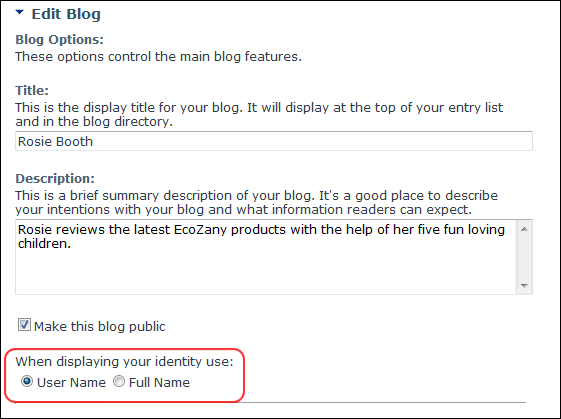 Edit Blog
Blog Options:
These options control the main blog features.
Title:
This is the display title for your blog. It will display at the top of your entry list
and in the blog directory.
Rosie Booth
Description:
This is a brief summary description of your blog. It's a good place to describe
your intentions with your blog and what information readers can expect.
Rosie reviews the latest EcoZany products with the help of her five fun loving
children.
Make this blog public
When displaying your identity use:
User Name Full Name